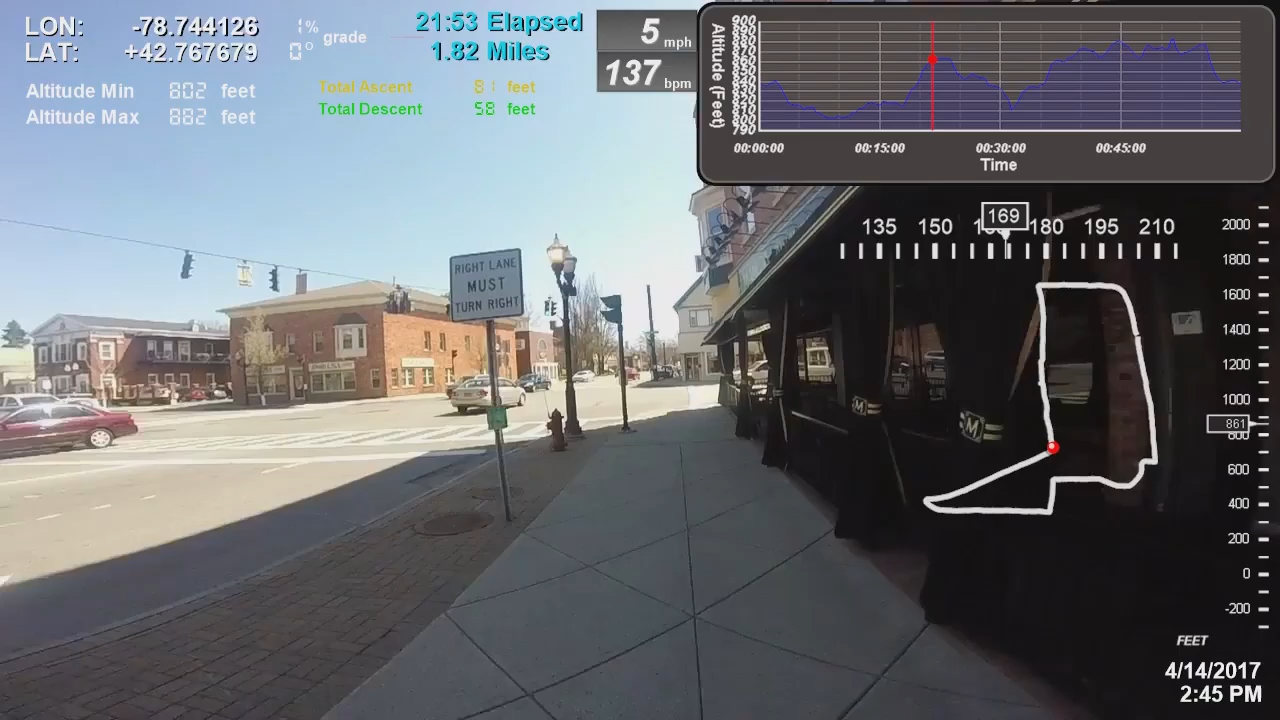 LON: -78.744126
LAT: +42.767679
1% grade
0°
21:53 Elapsed
1.82 Miles
5 mph
137 bpm
Altitude Min 802 feet
Altitude Max 882 feet
Total Ascent 81 feet
Total Descent 58 feet
Altitude (Feet)
900
890
880
870
860
850
840
830
820
810
800
790
00:00:00 00:15:00 00:30:00 00:45:00
Time
169
135 150 180 195 210
2000
1800
1600
1400
1200
1000
861
800
600
400
200
0
-200
FEET
4/14/2017
2:45 PM
RIGHT LANE
MUST
TURN RIGHT
M
M